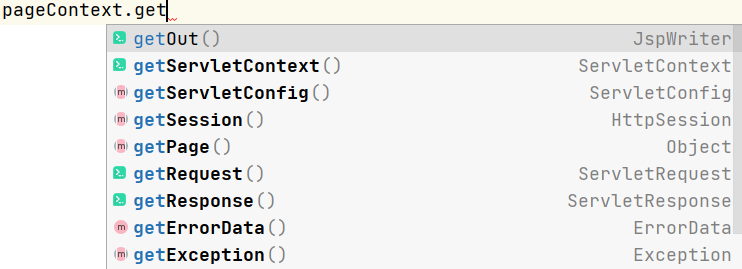 pageContext.get
getOut() JspWriter
getServletContext() ServletContext
getServletConfig() ServletConfig
getSession() HttpSession
getPage() Object
getRequest() ServletRequest
getResponse() ServletResponse
getErrorData() ErrorData
getException() Exception